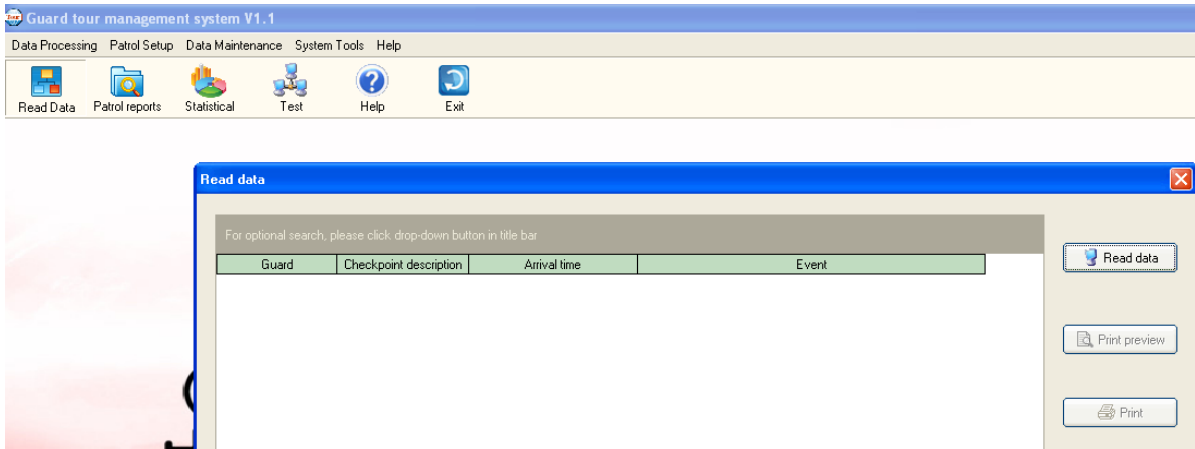 Guard tour management system V1.1
Data Processing Patrol Setup Data Maintenance System Tools Help
Read Data Patrol reports Statistical Test Help Exit
Read data
For optional search, please click drop-down button in title bar
Guard Checkpoint description Arrival time Event
Read data
Print preview
Print